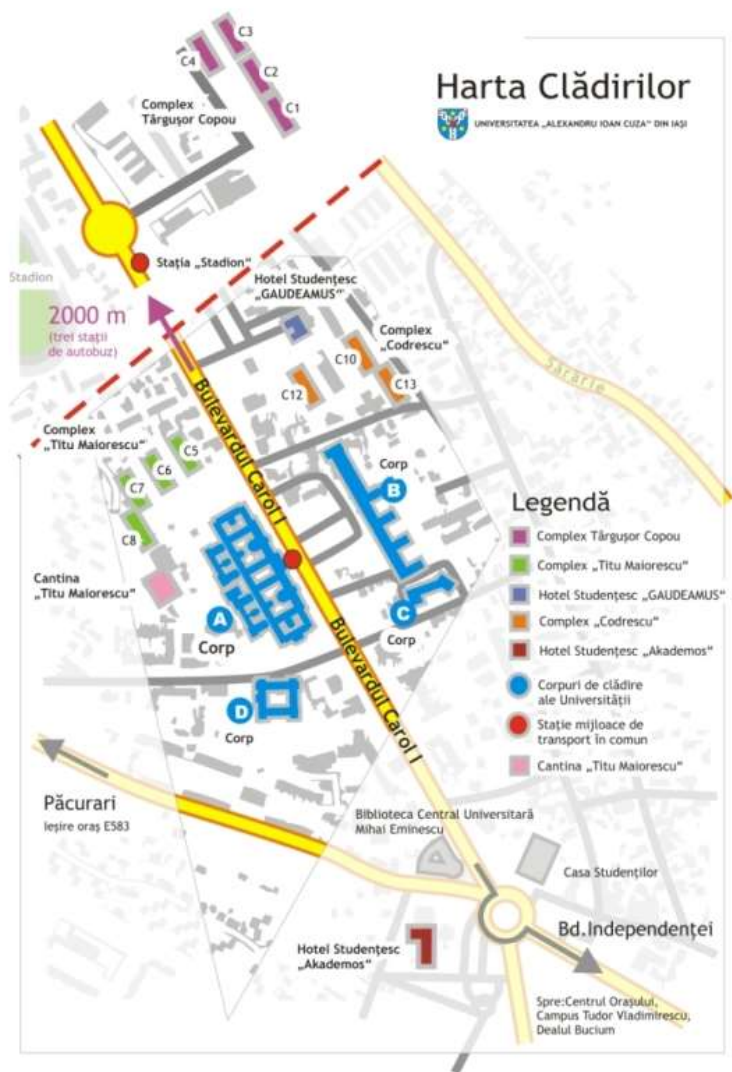 Harta Clădirilor
UNIVERSITATEA „ALEXANDRU IOAN CUZA“ DIN IAȘI
C3
C4
C2
C1
Complex
Târgușor Copou
Stația „Stadion“
Stadion
2000 m
(trei stații
de autobuz)
Hotel Studențesc
„GAUDEAMUS“
Complex
„Codrescu“
C10
C13
C12
Sărărie
Complex
„Titu Maiorescu“
C5
C6
C7
C8
Bulevardul Carol I
Corp
B
Cantina
„Titu Maiorescu“
A
Corp
C
Corp
D
Corp
Bulevardul Carol I
Legendă
Complex Târgușor Copou
Complex „Titu Maiorescu“
Hotel Studențesc „GAUDEAMUS“
Complex „Codrescu“
Hotel Studențesc „Akademos“
Corpuri de clădire
ale Universității
Stație mijloace de
transport în comun
Cantina „Titu Maiorescu“
Păcurari
Ieșire oraș E583
Biblioteca Central Universitară
Mihai Eminescu
Casa Studenților
Bd.Independenței
Hotel Studențesc
„Akademos“
Spre:Centrul Orașului,
Campus Tudor Vladimirescu,
Dealul Bucium